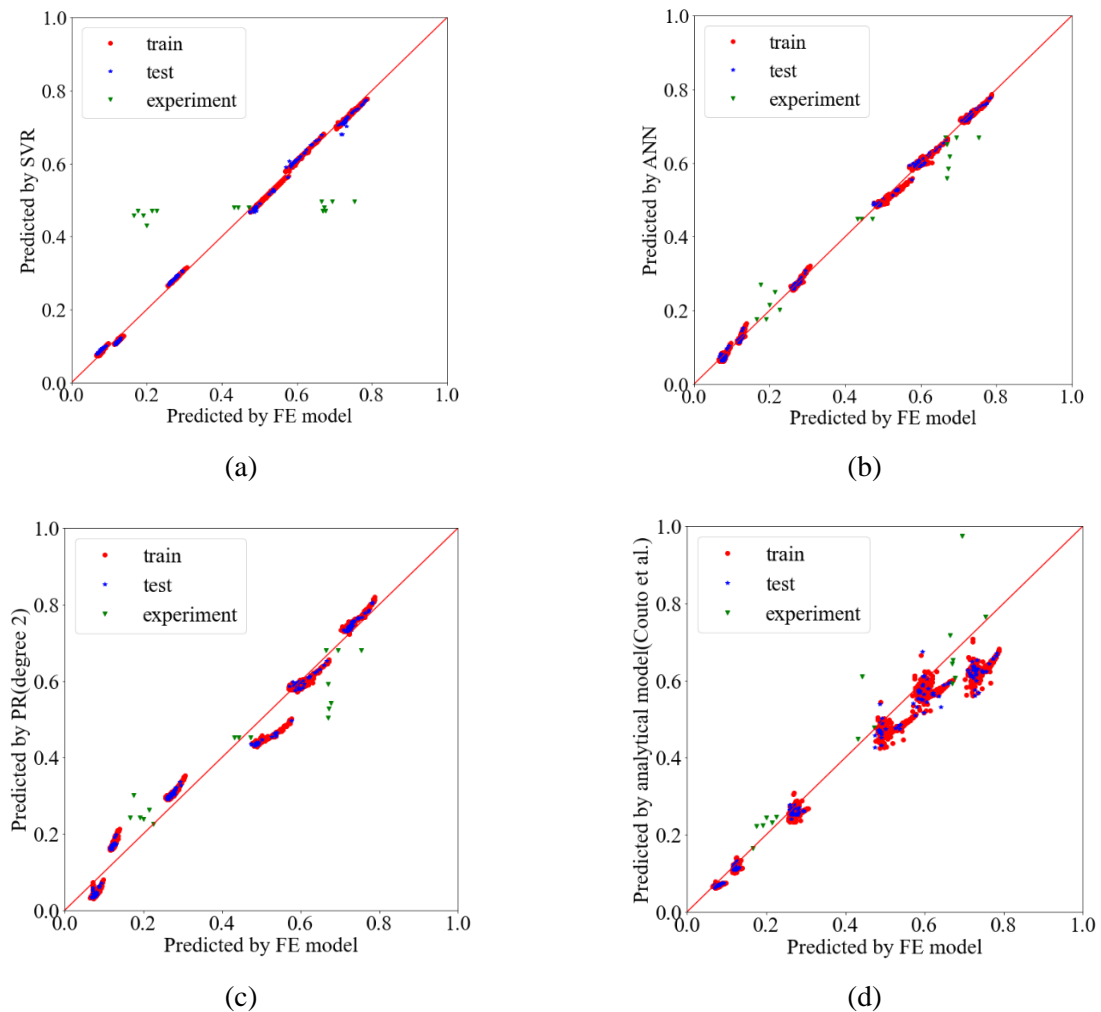 1.0
0.8
0.6
0.4
0.2
0.0
0.0 0.2 0.4 0.6 0.8 1.0
Predicted by SVR
Predicted by FE model
train
test
experiment
(a)
1.0
0.8
0.6
0.4
0.2
0.0
0.0 0.2 0.4 0.6 0.8 1.0
Predicted by ANN
Predicted by FE model
train
test
experiment
(b)
1.0
0.8
0.6
0.4
0.2
0.0
0.0 0.2 0.4 0.6 0.8 1.0
Predicted by PR(degree 2)
Predicted by FE model
train
test
experiment
(c)
1.0
0.8
0.6
0.4
0.2
0.0
0.0 0.2 0.4 0.6 0.8 1.0
Predicted by analytical model(Couto et al.)
Predicted by FE model
train
test
experiment
(d)